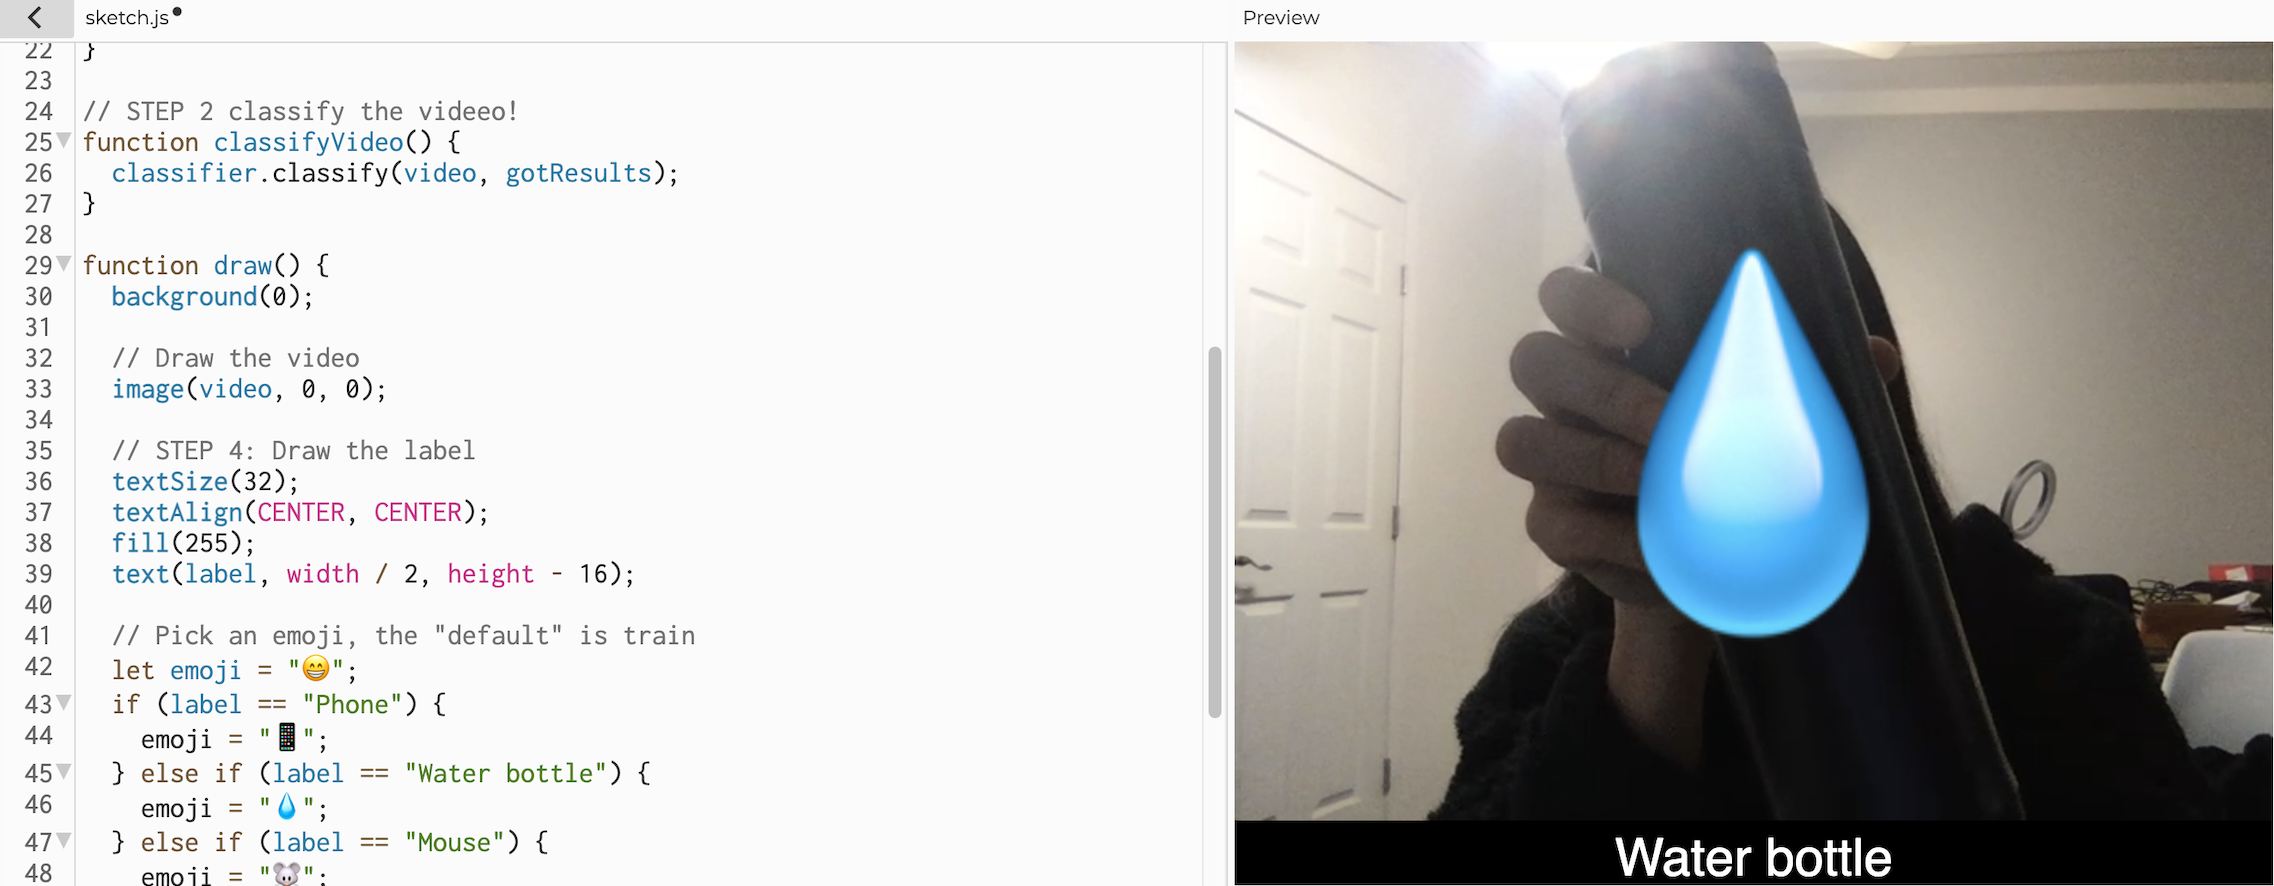 sketch.js●
Preview
22 }
23
24 // STEP 2 classify the videeo!
25 function classifyVideo() {
26 classifier.classify(video, gotResults);
27 }
28
29 function draw() {
30 background(0);
31
32 // Draw the video
33 image(video, 0, 0);
34
35 // STEP 4: Draw the label
36 textSize(32);
37 textAlign(CENTER, CENTER);
38 fill(255);
39 text(label, width / 2, height - 16);
40
41 // Pick an emoji, the "default" is train
42 let emoji = "😁";
43 if (label == "Phone") {
44 emoji = "📱";
45 } else if (label == "Water bottle") {
46 emoji = "💧";
47 } else if (label == "Mouse") {
48 emoji = "🐭";
Water bottle